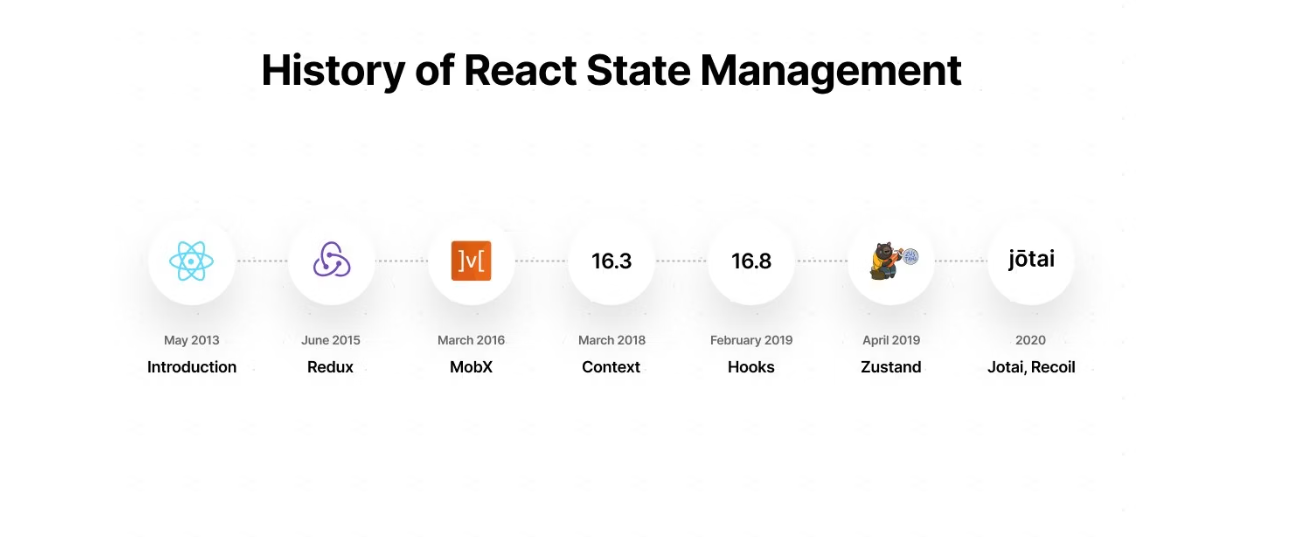 History of React State Management
]v[
16.3
16.8
jōtai
May 2013
June 2015
March 2016
March 2018
February 2019
April 2019
2020
Introduction
Redux
MobX
Context
Hooks
Zustand
Jotai, Recoil